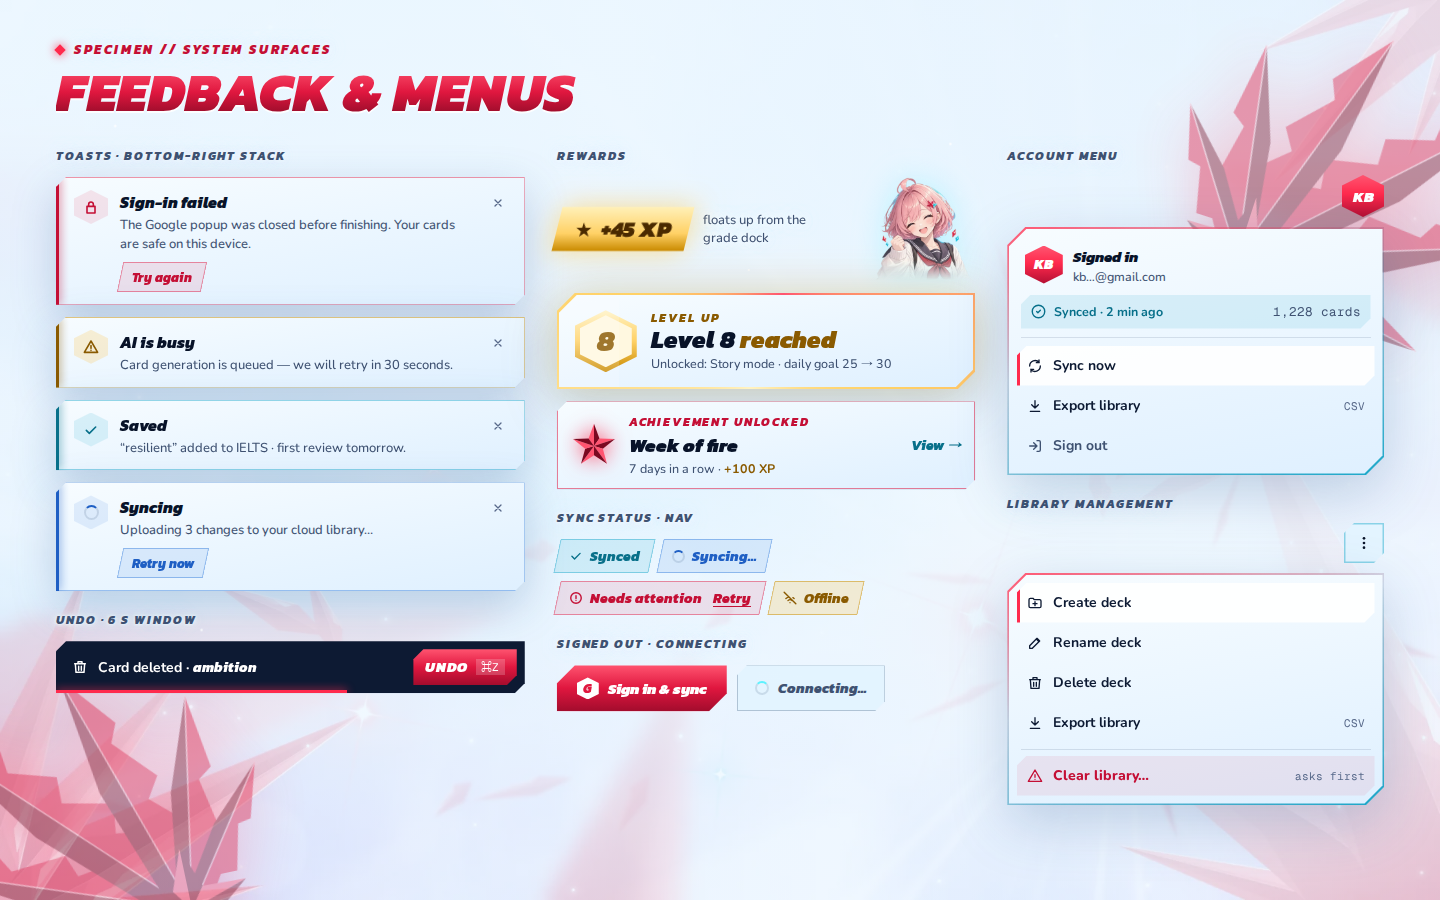 SPECIMEN // SYSTEM SURFACES
FEEDBACK & MENUS
TOASTS · BOTTOM-RIGHT STACK
Sign-in failed
The Google popup was closed before finishing. Your cards
are safe on this device.
Try again
AI is busy
Card generation is queued — we will retry in 30 seconds.
Saved
“resilient” added to IELTS · first review tomorrow.
Syncing
Uploading 3 changes to your cloud library…
Retry now
UNDO · 6 S WINDOW
Card deleted · ambition
UNDO ⌘Z
REWARDS
★ +45 XP
floats up from the
grade dock
8
LEVEL UP
Level 8 reached
Unlocked: Story mode · daily goal 25 → 30
ACHIEVEMENT UNLOCKED
Week of fire
7 days in a row · +100 XP
View →
SYNC STATUS · NAV
Synced
Syncing…
Needs attention Retry
Offline
SIGNED OUT · CONNECTING
G Sign in & sync
Connecting…
ACCOUNT MENU
KB
KB
Signed in
kb…@gmail.com
Synced · 2 min ago 1,228 cards
Sync now
Export library CSV
Sign out
LIBRARY MANAGEMENT
Create deck
Rename deck
Delete deck
Export library CSV
Clear library… asks first